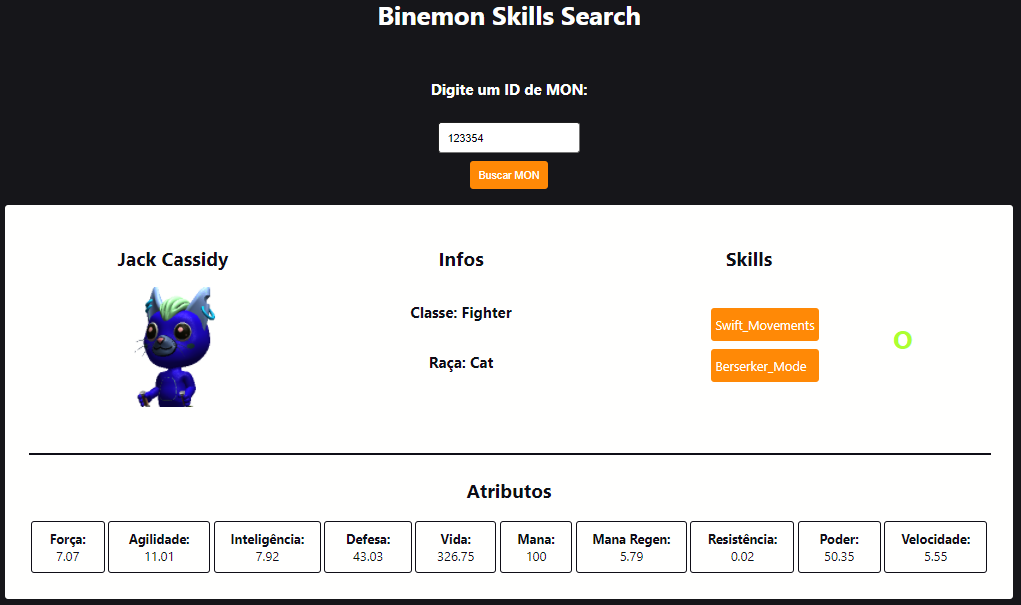 Binemon Skills Search
Digite um ID de MON:
123354
Buscar MON
Jack Cassidy
Infos
Classe: Fighter
Raça: Cat
Skills
Swift_Movements
Berserker_Mode
O
Atributos
Força:
7.07
Agilidade:
11.01
Inteligência:
7.92
Defesa:
43.03
Vida:
326.75
Mana:
100
Mana Regen:
5.79
Resistência:
0.02
Poder:
50.35
Velocidade:
5.55